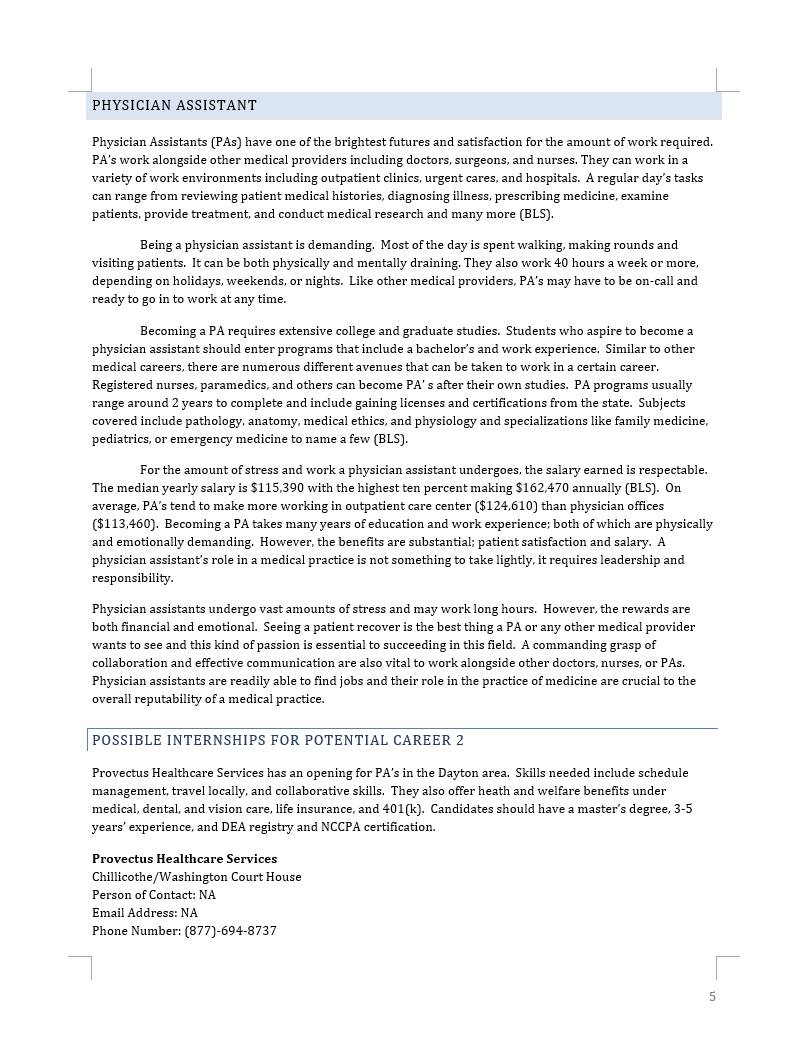 PHYSICIAN ASSISTANT
Physician Assistants (PAs) have one of the brightest futures and satisfaction for the amount of work required.
PA's work alongside other medical providers including doctors, surgeons, and nurses. They can work in a
variety of work environments including outpatient clinics, urgent cares, and hospitals.  A regular day's tasks
can range from reviewing patient medical histories, diagnosing illness, prescribing medicine, examine
patients, provide treatment, and conduct medical research and many more (BLS).
Being a physician assistant is demanding.  Most of the day is spent walking, making rounds and
visiting patients.  It can be both physically and mentally draining. They also work 40 hours a week or more,
depending on holidays, weekends, or nights.  Like other medical providers, PA's may have to be on-call and
ready to go in to work at any time.
Becoming a PA requires extensive college and graduate studies.  Students who aspire to become a
physician assistant should enter programs that include a bachelor's and work experience.  Similar to other
medical careers, there are numerous different avenues that can be taken to work in a certain career.
Registered nurses, paramedics, and others can become PA' s after their own studies.  PA programs usually
range around 2 years to complete and include gaining licenses and certifications from the state.  Subjects
covered include pathology, anatomy, medical ethics, and physiology and specializations like family medicine,
pediatrics, or emergency medicine to name a few (BLS).
For the amount of stress and work a physician assistant undergoes, the salary earned is respectable.
The median yearly salary is $115,390 with the highest ten percent making $162,470 annually (BLS).  On
average, PA's tend to make more working in outpatient care center ($124,610) than physician offices
($113,460).  Becoming a PA takes many years of education and work experience; both of which are physically
and emotionally demanding.  However, the benefits are substantial; patient satisfaction and salary.  A
physician assistant's role in a medical practice is not something to take lightly, it requires leadership and
responsibility.
Physician assistants undergo vast amounts of stress and may work long hours.  However, the rewards are
both financial and emotional.  Seeing a patient recover is the best thing a PA or any other medical provider
wants to see and this kind of passion is essential to succeeding in this field.  A commanding grasp of
collaboration and effective communication are also vital to work alongside other doctors, nurses, or PAs.
Physician assistants are readily able to find jobs and their role in the practice of medicine are crucial to the
overall reputability of a medical practice.
POSSIBLE INTERNSHIPS FOR POTENTIAL CAREER 2
Provectus Healthcare Services has an opening for PA's in the Dayton area.  Skills needed include schedule
management, travel locally, and collaborative skills.  They also offer heath and welfare benefits under
medical, dental, and vision care, life insurance, and 401(k).  Candidates should have a master's degree, 3-5
years' experience, and DEA registry and NCCPA certification.
Provectus Healthcare Services
Chillicothe/Washington Court House
Person of Contact: NA
Email Address: NA
Phone Number: (877)-694-8737
5